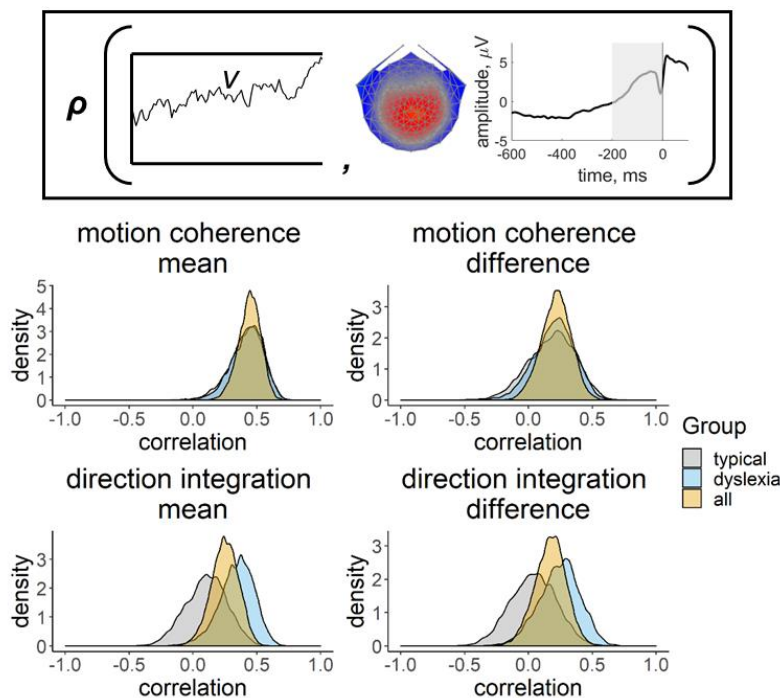 ρ
v
,
amplitude, μV
5
0
-5
-600 -400 -200 0
time, ms
motion coherence
mean
motion coherence
difference
density
5
4
3
2
1
0
-1.0 -0.5 0.0 0.5 1.0
correlation
density
3
2
1
0
-1.0 -0.5 0.0 0.5 1.0
correlation
Group
typical
dyslexia
all
direction integration
mean
direction integration
difference
density
3
2
1
0
-1.0 -0.5 0.0 0.5 1.0
correlation
density
3
2
1
0
-1.0 -0.5 0.0 0.5 1.0
correlation